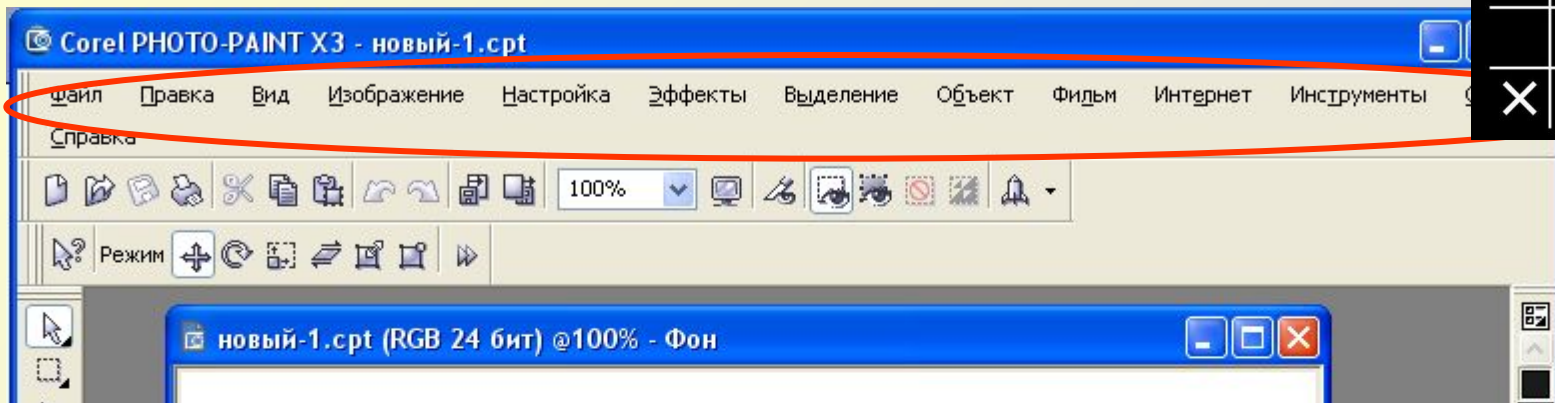 Corel PHOTO-PAINT X3 - новый-1.cpt
Файл Правка Вид Изображение Настройка Эффекты Выделение Объект Фильм Интернет Инструменты
Справка
100%
Режим
новый-1.cpt (RGB 24 бит) @100% - Фон